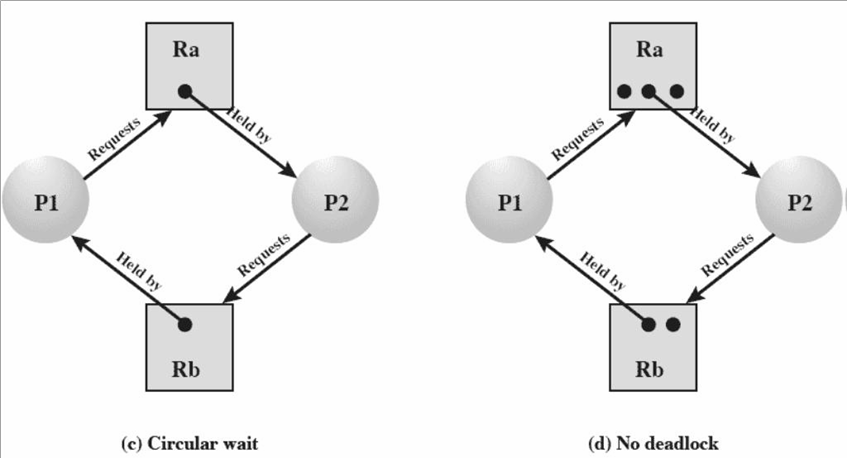 Ra
Requests
Held by
P1
P2
Held by
Requests
Rb
(c) Circular wait
Ra
Requests
Held by
P1
P2
Held by
Requests
Rb
(d) No deadlock